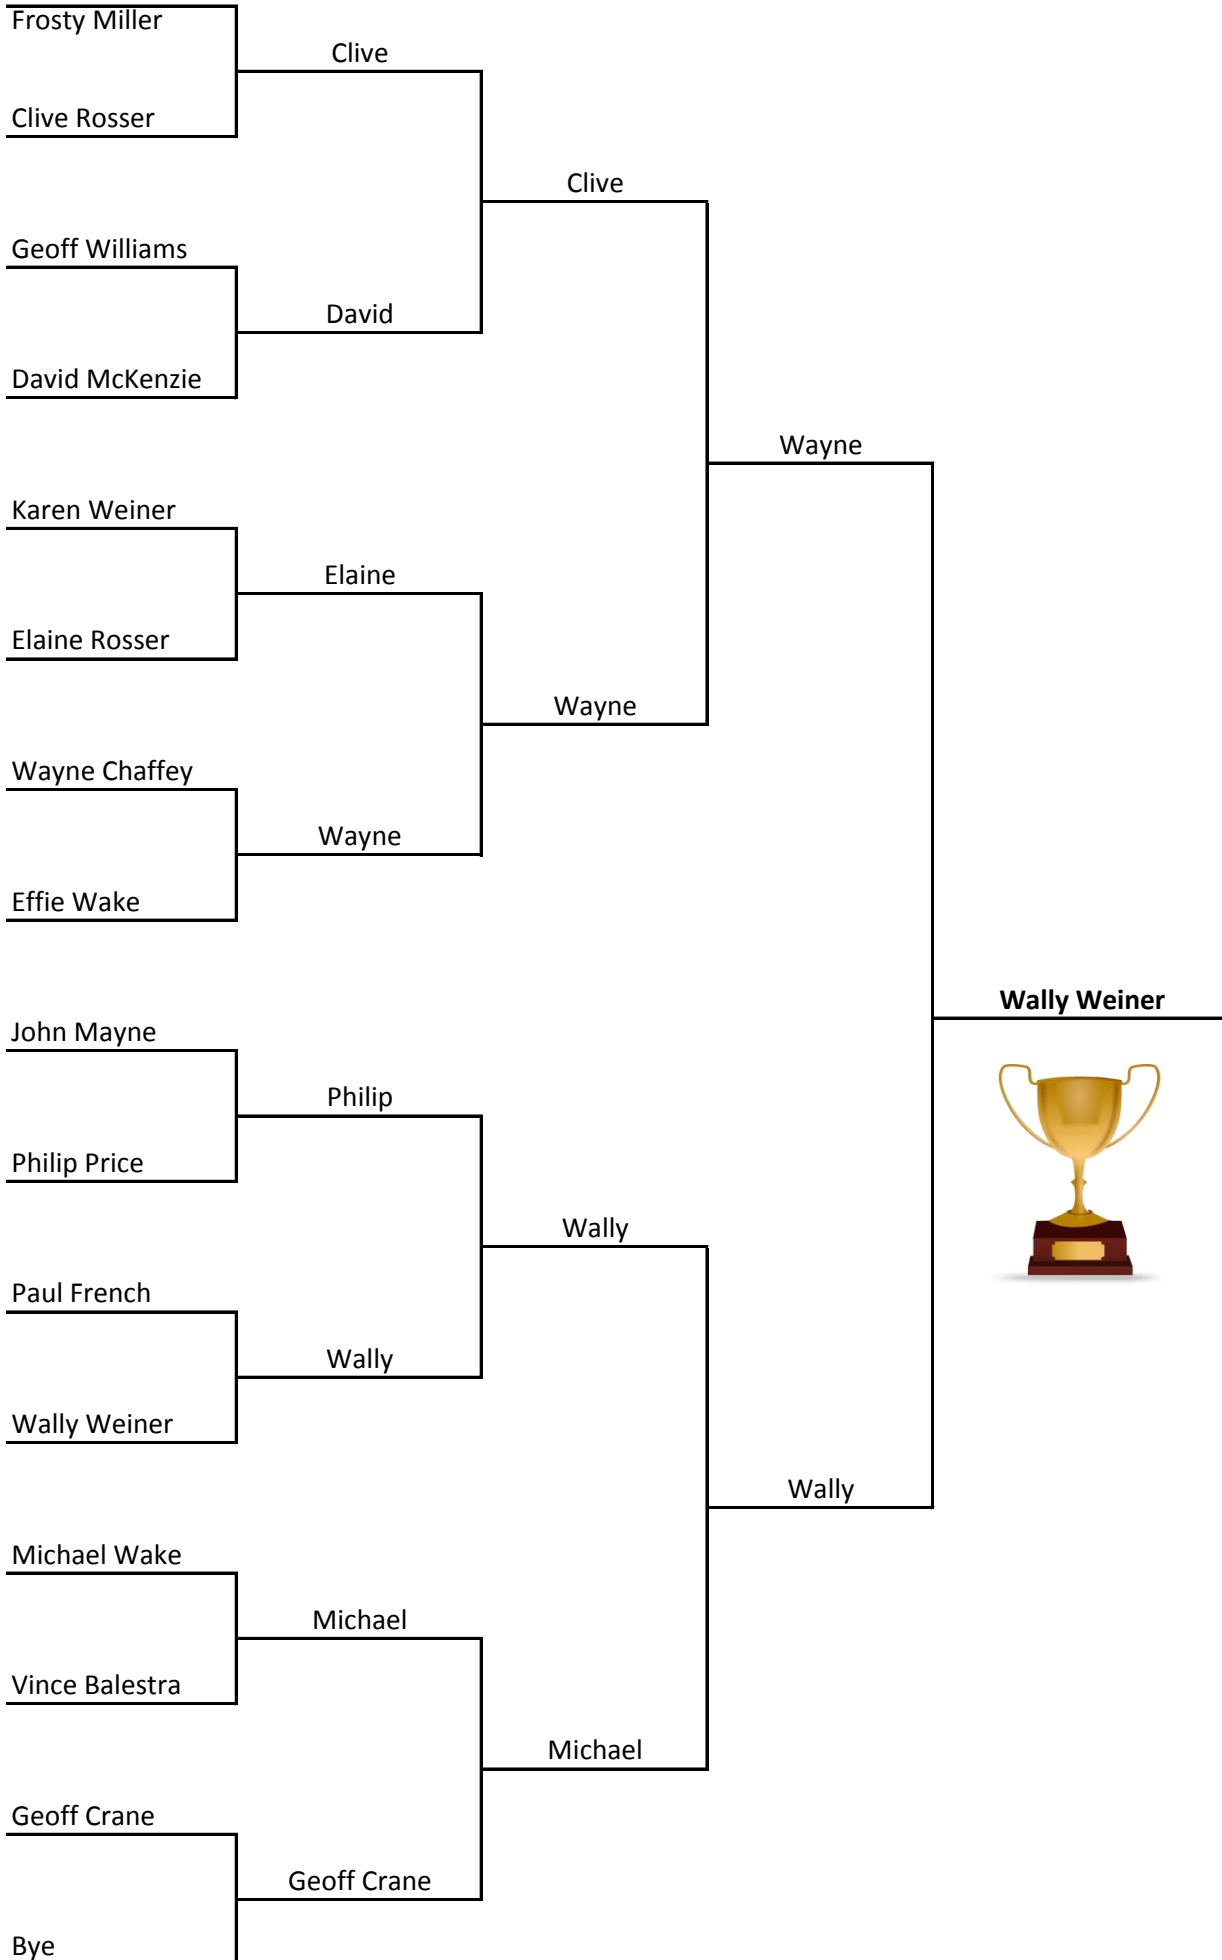 Frosty Miller
Clive
Clive Rosser
Clive
Geoff Williams
David
David McKenzie
Wayne
Karen Weiner
Elaine
Elaine Rosser
Wayne
Wayne Chaffey
Wayne
Effie Wake
Wally Weiner
John Mayne
Philip
Philip Price
Wally
Paul French
Wally
Wally Weiner
Wally
Michael Wake
Michael
Vince Balestra
Michael
Geoff Crane
Geoff Crane
Bye